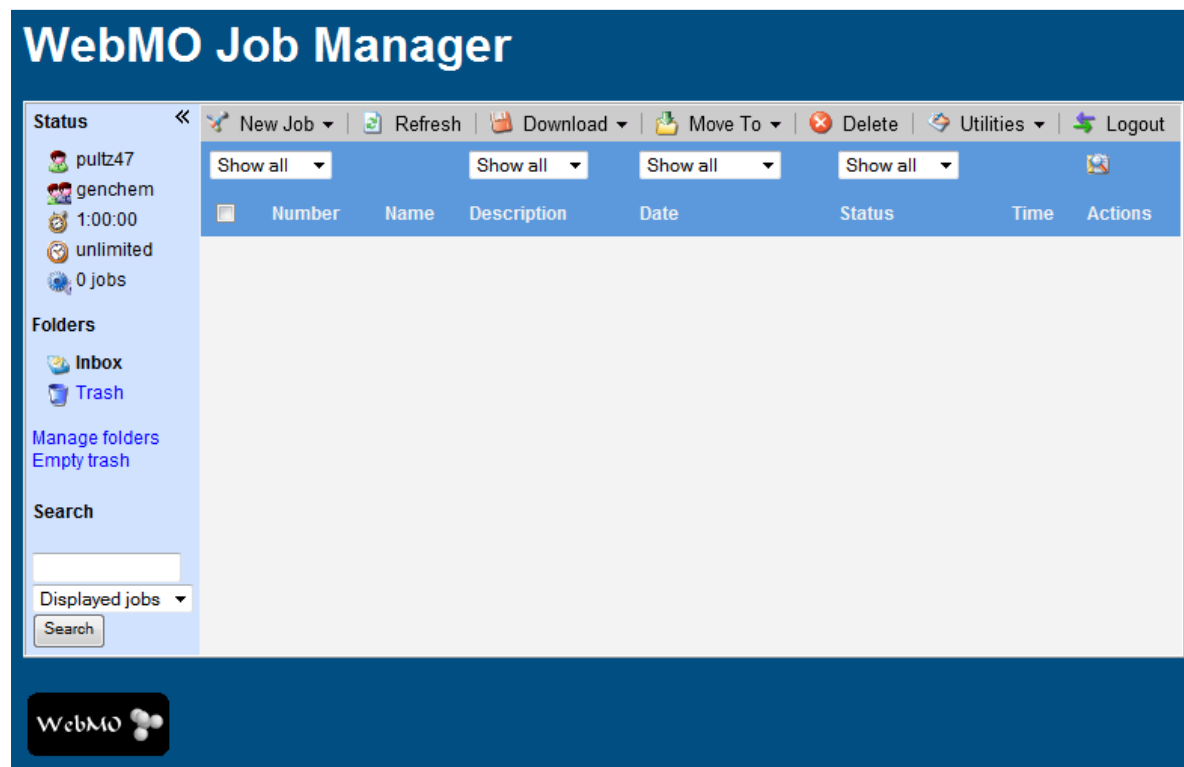 WebMO Job Manager
Status «
pultz47
genchem
1:00:00
unlimited
0 jobs
Folders
Inbox
Trash
Manage folders
Empty trash
Search
Displayed jobs
Search
New Job | Refresh | Download | Move To | Delete | Utilities | Logout
Show all Show all Show all Show all
Number Name Description Date Status Time Actions
WebMO